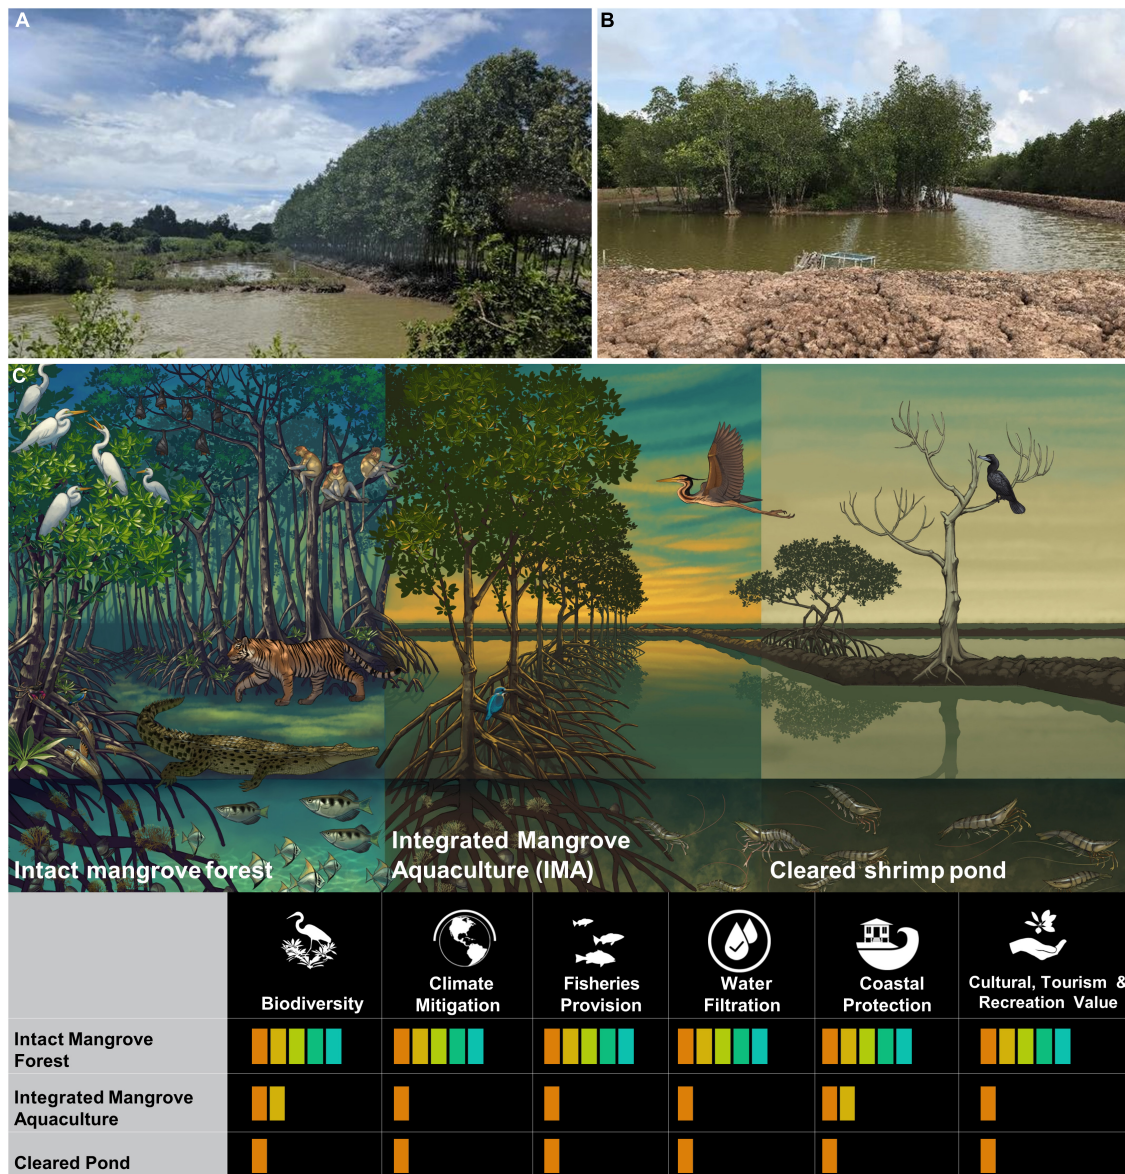 A
B
C
Intact mangrove forest
Integrated Mangrove
Aquaculture (IMA)
Cleared shrimp pond
Biodiversity
Climate
Mitigation
Fisheries
Provision
Water
Filtration
Coastal
Protection
Cultural, Tourism &
Recreation Value
Intact Mangrove
Forest
Integrated Mangrove
Aquaculture
Cleared Pond